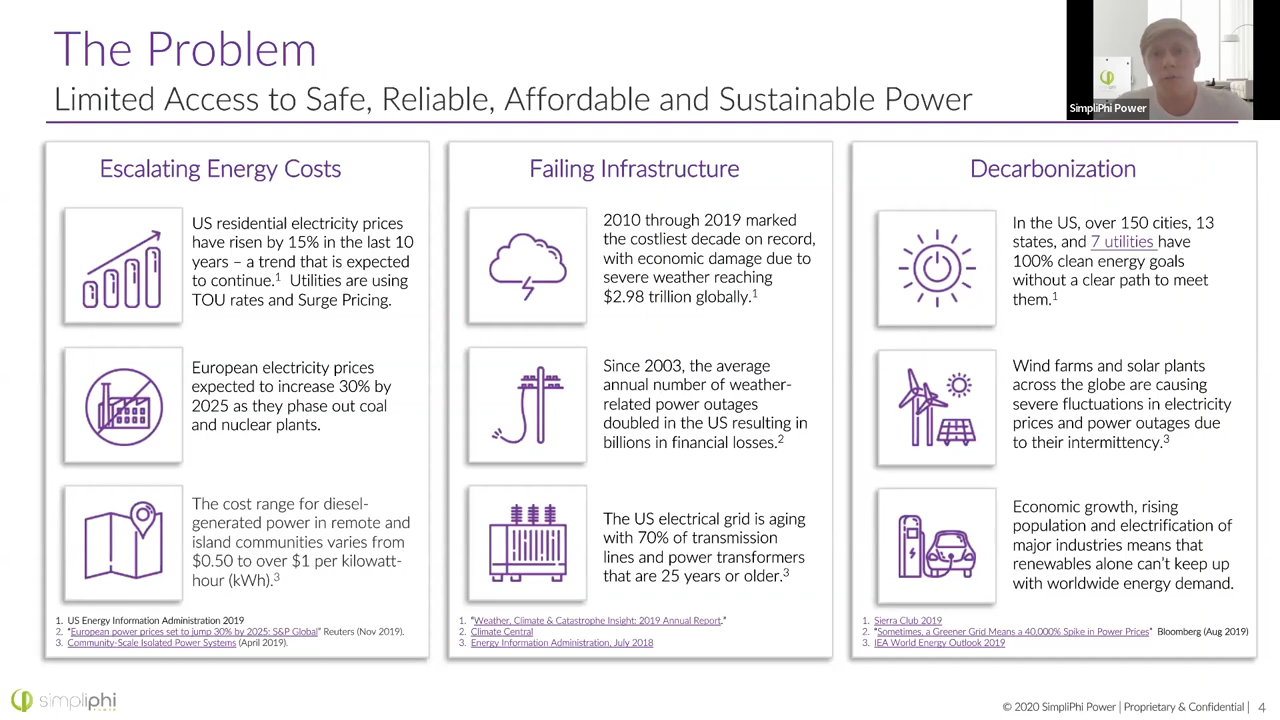 The Problem
Limited Access to Safe, Reliable, Affordable and Sustainable Power
SimpliPhi Power
Escalating Energy Costs
US residential electricity prices
have risen by 15% in the last 10
years – a trend that is expected
to continue.1 Utilities are using
TOU rates and Surge Pricing.
European electricity prices
expected to increase 30% by
2025 as they phase out coal
and nuclear plants.
The cost range for diesel-
generated power in remote and
island communities varies from
$0.50 to over $1 per kilowatt-
hour (kWh).3
1. US Energy Information Administration 2019
2. "European power prices set to jump 30% by 2025: S&P Global" Reuters (Nov 2019).
3. Community-Scale Isolated Power Systems (April 2019).
Failing Infrastructure
2010 through 2019 marked
the costliest decade on record,
with economic damage due to
severe weather reaching
$2.98 trillion globally.1
Since 2003, the average
annual number of weather-
related power outages
doubled in the US resulting in
billions in financial losses.2
The US electrical grid is aging
with 70% of transmission
lines and power transformers
that are 25 years or older.3
1. "Weather, Climate & Catastrophe Insight: 2019 Annual Report."
2. Climate Central
3. Energy Information Administration, July 2018
Decarbonization
In the US, over 150 cities, 13
states, and 7 utilities have
100% clean energy goals
without a clear path to meet
them.1
Wind farms and solar plants
across the globe are causing
severe fluctuations in electricity
prices and power outages due
to their intermittency.3
Economic growth, rising
population and electrification of
major industries means that
renewables alone can't keep up
with worldwide energy demand.
1. Sierra Club 2019
2. "Sometimes, a Greener Grid Means a 40,000% Spike in Power Prices" Bloomberg (Aug 2019)
3. IEA World Energy Outlook 2019
simpliphi
POWER
© 2020 SimpliPhi Power | Proprietary & Confidential | 4